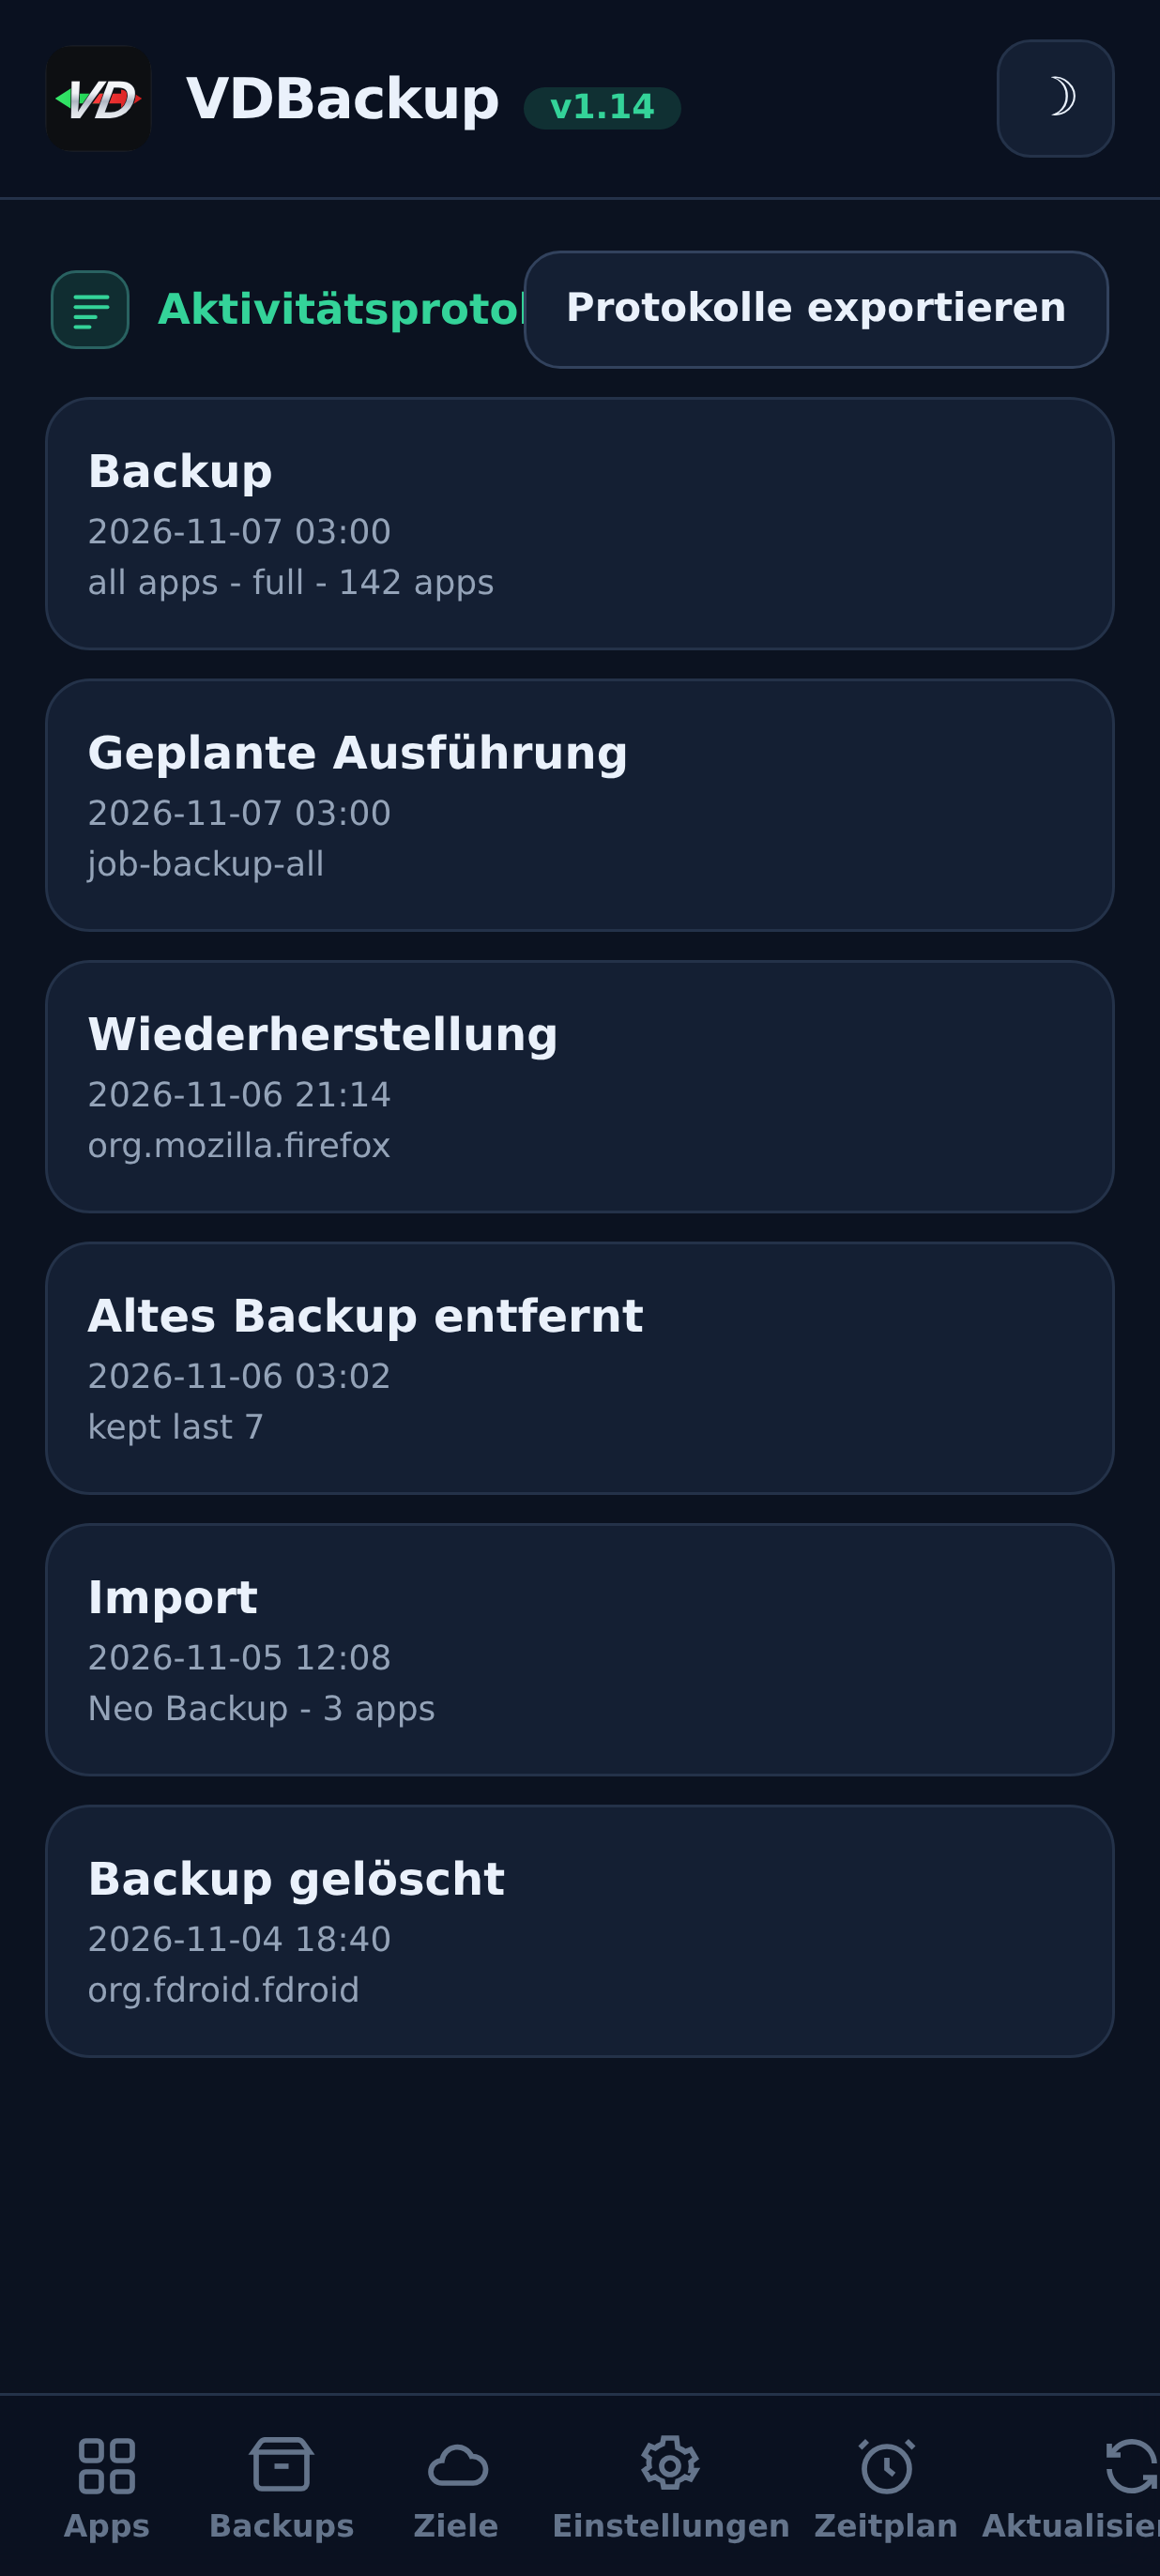 VD
VDBackup v1.14
Aktivitätsprotol
Protokolle exportieren
Backup
2026-11-07 03:00
all apps - full - 142 apps
Geplante Ausführung
2026-11-07 03:00
job-backup-all
Wiederherstellung
2026-11-06 21:14
org.mozilla.firefox
Altes Backup entfernt
2026-11-06 03:02
kept last 7
Import
2026-11-05 12:08
Neo Backup - 3 apps
Backup gelöscht
2026-11-04 18:40
org.fdroid.fdroid
Apps Backups Ziele Einstellungen Zeitplan Aktualisie